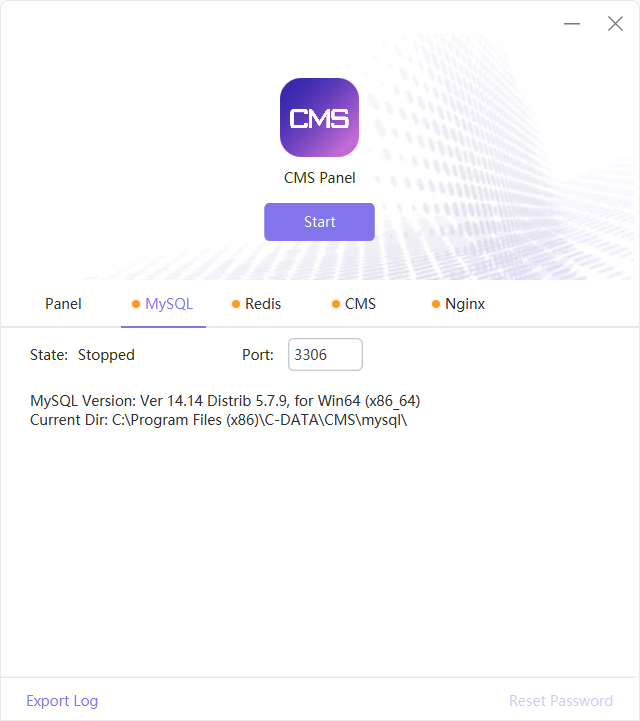 CMS
CMS Panel
Start
Panel MySQL Redis CMS Nginx
State: Stopped Port: 3306
MySQL Version: Ver 14.14 Distrib 5.7.9, for Win64 (x86_64)
Current Dir: C:\Program Files (x86)\C-DATA\CMS\mysql\
Export Log Reset Password